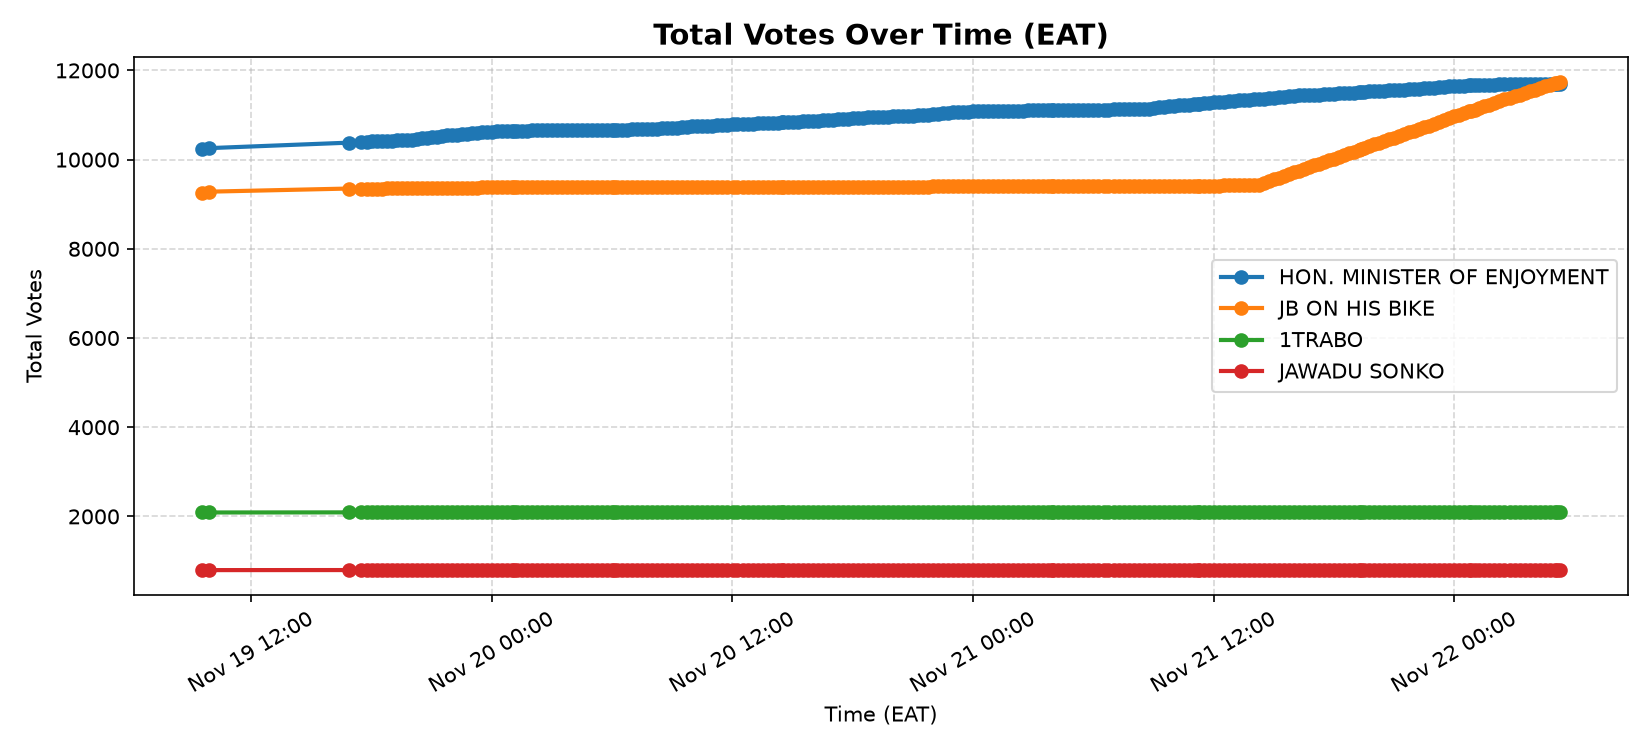 Total Votes Over Time (EAT)
Total Votes
12000
10000
8000
6000
4000
2000
HON. MINISTER OF ENJOYMENT
JB ON HIS BIKE
1TRABO
JAWADU SONKO
Nov 19 12:00
Nov 20 00:00
Nov 20 12:00
Nov 21 00:00
Nov 21 12:00
Nov 22 00:00
Time (EAT)